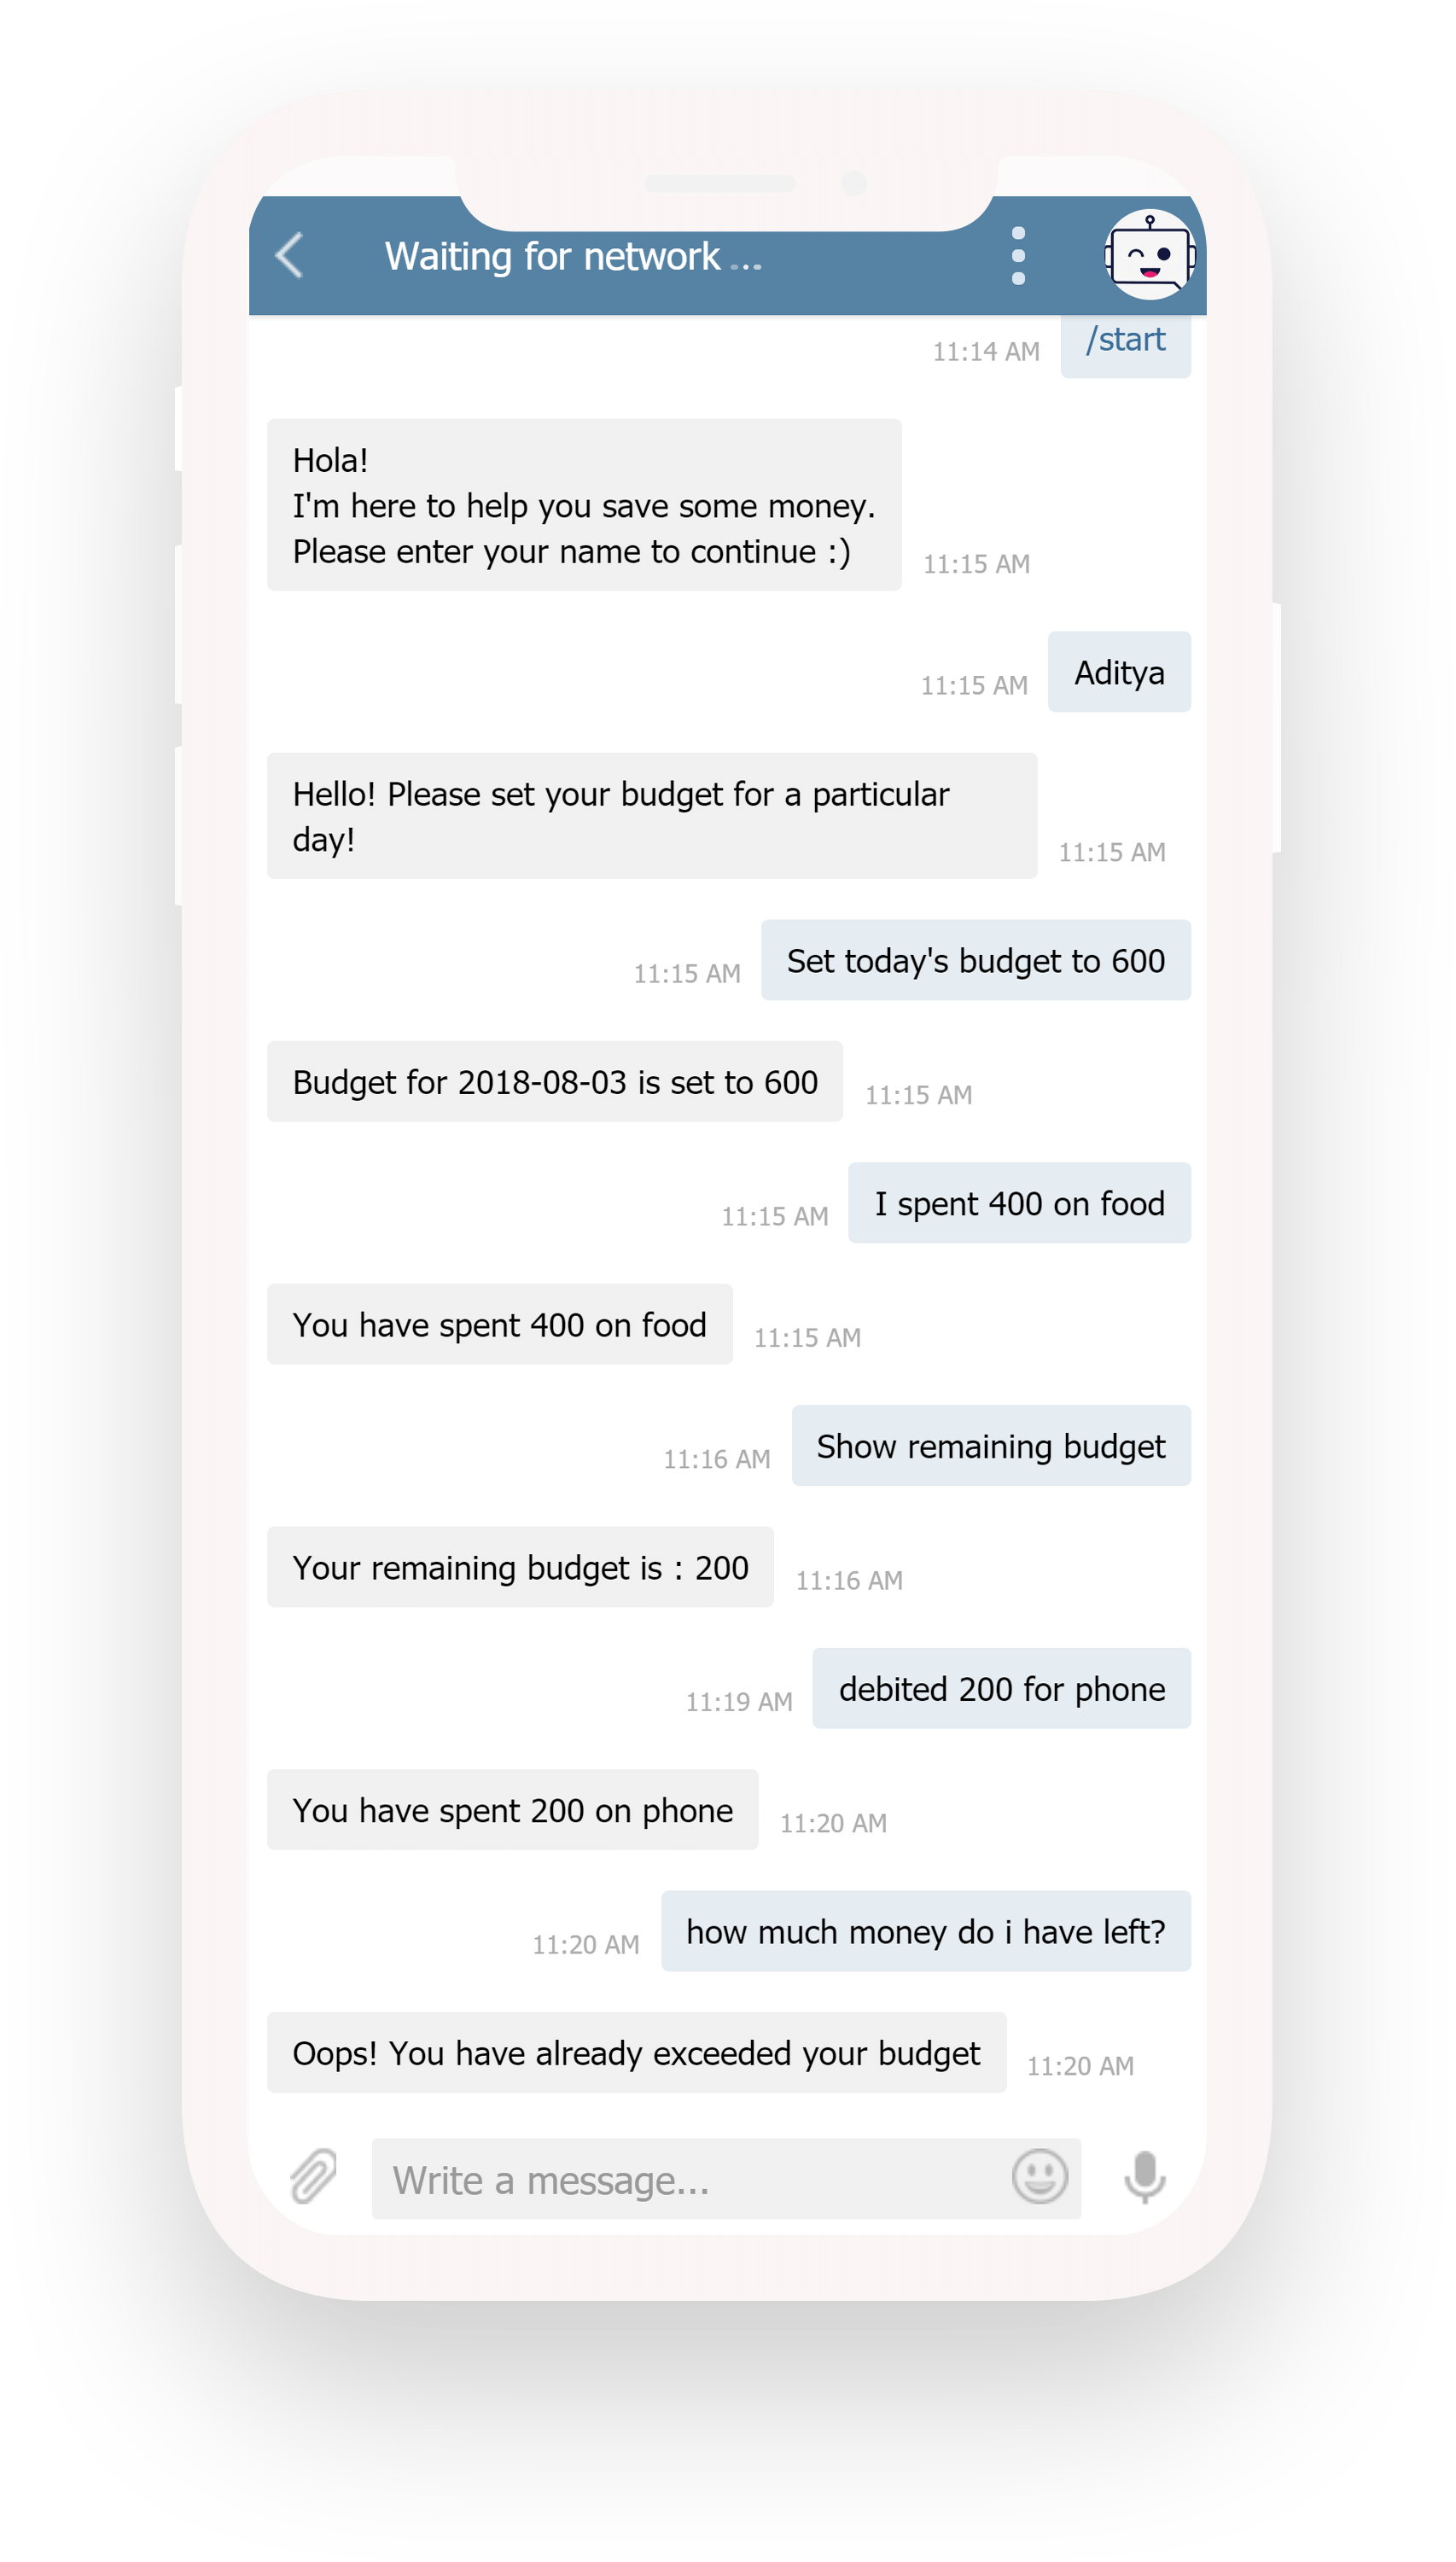 Waiting for network ...
/start
11:14 AM
Hola!
I'm here to help you save some money.
Please enter your name to continue :)
11:15 AM
Aditya
11:15 AM
Hello! Please set your budget for a particular
day!
11:15 AM
Set today's budget to 600
11:15 AM
Budget for 2018-08-03 is set to 600
11:15 AM
I spent 400 on food
11:15 AM
You have spent 400 on food
11:15 AM
Show remaining budget
11:16 AM
Your remaining budget is : 200
11:16 AM
debited 200 for phone
11:19 AM
You have spent 200 on phone
11:20 AM
how much money do i have left?
11:20 AM
Oops! You have already exceeded your budget
11:20 AM
Write a message...